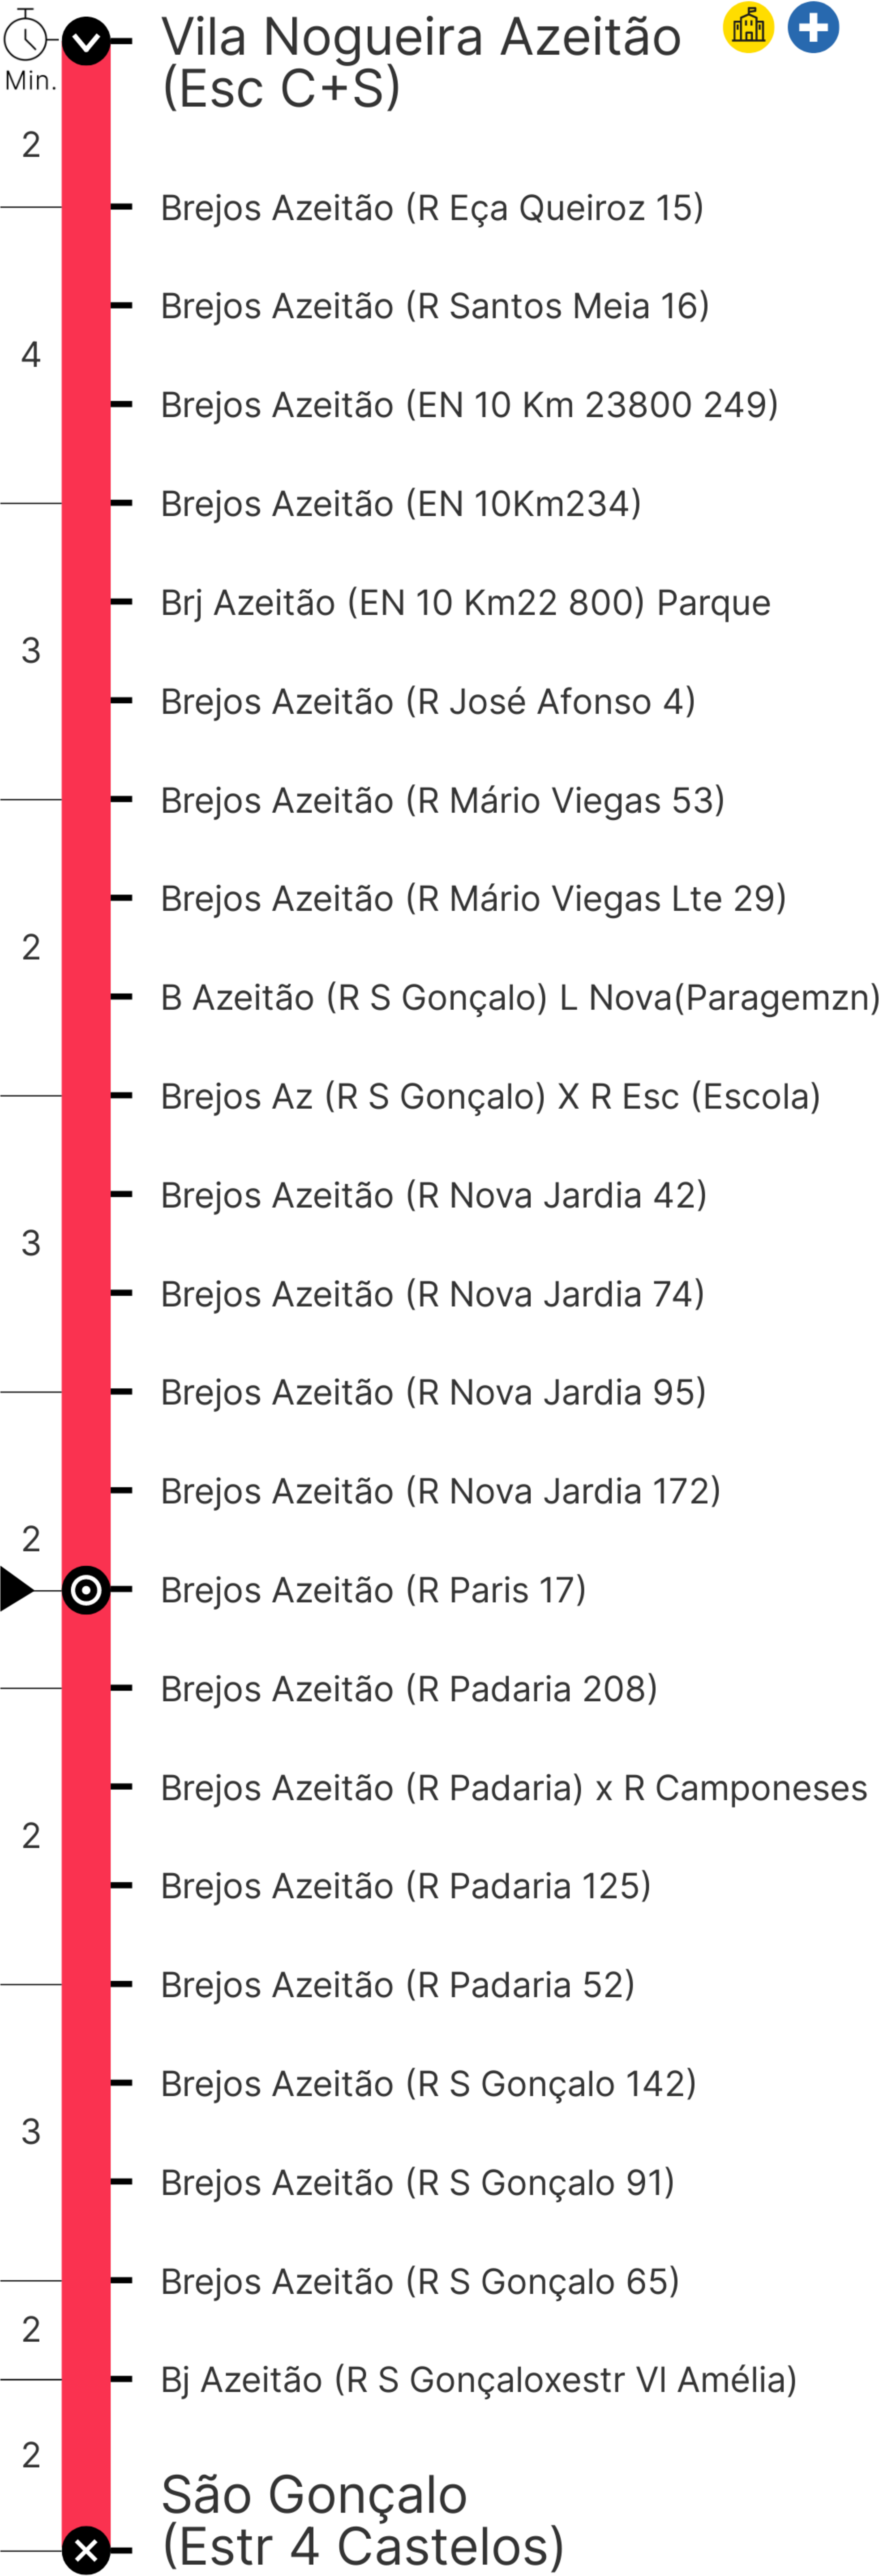 Vila Nogueira Azeitão
(Esc C+S)
Min.
2
Brejos Azeitão (R Eça Queiroz 15)
Brejos Azeitão (R Santos Meia 16)
4
Brejos Azeitão (EN 10 Km 23800 249)
Brejos Azeitão (EN 10Km234)
Brj Azeitão (EN 10 Km22 800) Parque
3
Brejos Azeitão (R José Afonso 4)
Brejos Azeitão (R Mário Viegas 53)
Brejos Azeitão (R Mário Viegas Lte 29)
2
B Azeitão (R S Gonçalo) L Nova(Paragemzn)
Brejos Az (R S Gonçalo) X R Esc (Escola)
Brejos Azeitão (R Nova Jardia 42)
3
Brejos Azeitão (R Nova Jardia 74)
Brejos Azeitão (R Nova Jardia 95)
Brejos Azeitão (R Nova Jardia 172)
2
Brejos Azeitão (R Paris 17)
Brejos Azeitão (R Padaria 208)
Brejos Azeitão (R Padaria) x R Camponeses
2
Brejos Azeitão (R Padaria 125)
Brejos Azeitão (R Padaria 52)
Brejos Azeitão (R S Gonçalo 142)
3
Brejos Azeitão (R S Gonçalo 91)
Brejos Azeitão (R S Gonçalo 65)
2
Bj Azeitão (R S Gonçaloxestr Vl Amélia)
2
São Gonçalo
(Estr 4 Castelos)